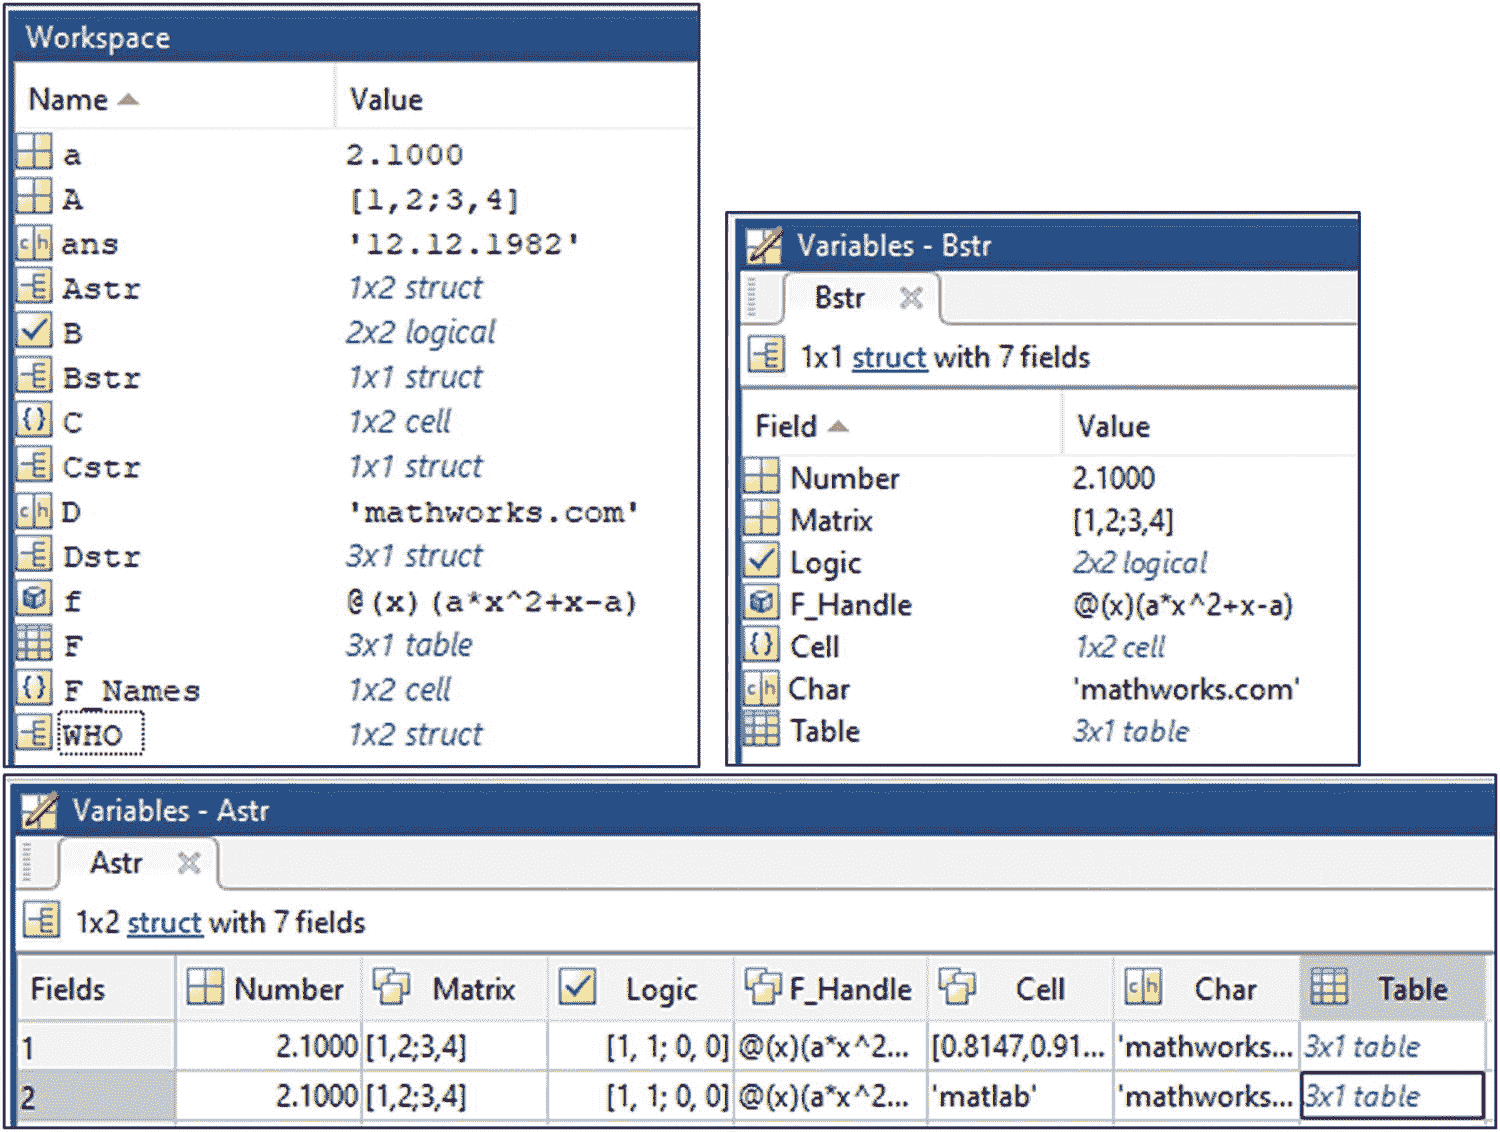 Workspace
Name Value
a 2.1000
A [1,2;3,4]
ch ans '12.12.1982'
Astr 1x2 struct
B 2x2 logical
Bstr 1x1 struct
{} C 1x2 cell
Cstr 1x1 struct
ch D 'mathworks.com'
Dstr 3x1 struct
f @(x)(a*x^2+x-a)
F 3x1 table
{} F_Names 1x2 cell
WHO 1x2 struct
Variables - Bstr
Bstr
1x1 struct with 7 fields
Field Value
Number 2.1000
Matrix [1,2;3,4]
Logic 2x2 logical
F_Handle @(x)(a*x^2+x-a)
{} Cell 1x2 cell
ch Char 'mathworks.com'
Table 3x1 table
Variables - Astr
Astr
1x2 struct with 7 fields
Fields Number Matrix Logic F_Handle Cell ch Char Table
1 2.1000 [1,2;3,4] [1, 1; 0, 0] @(x)(a*x^2... [0.8147,0.91... 'mathworks... 3x1 table
2 2.1000 [1,2;3,4] [1, 1; 0, 0] @(x)(a*x^2... 'matlab' 'mathworks... 3x1 table